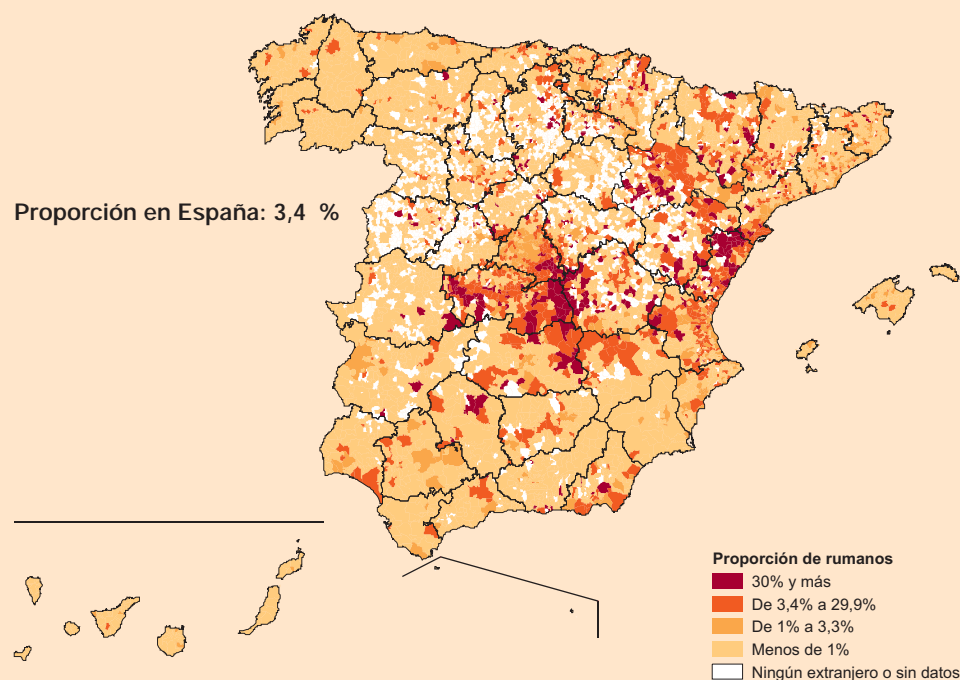 Proporción en España: 3,4 %
Proporción de rumanos
30% y más
De 3,4% a 29,9%
De 1% a 3,3%
Menos de 1%
Ningún extranjero o sin datos